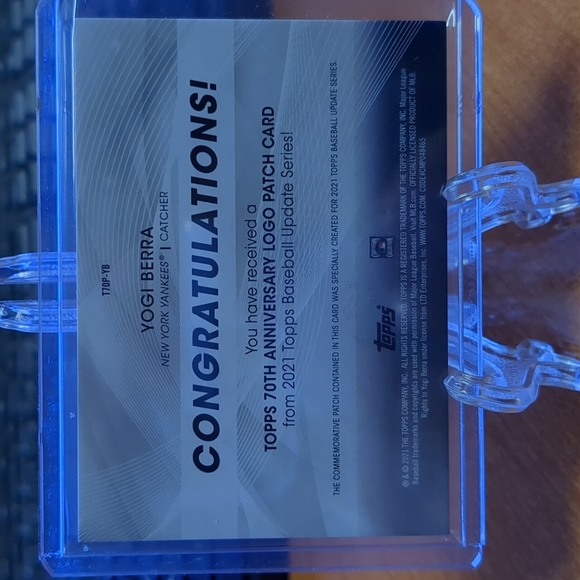 T70P-YB
YOGI BERRA
NEW YORK YANKEES® | CATCHER
CONGRATULATIONS!
You have received a
TOPPS 70TH ANNIVERSARY LOGO PATCH CARD
from 2021 Topps Baseball Update Series!
THE COMMEMORATIVE PATCH CONTAINED IN THIS CARD WAS SPECIALLY CREATED FOR 2021 TOPPS BASEBALL UPDATE SERIES.
Topps
® & © 2021 THE TOPPS COMPANY, INC. ALL RIGHTS RESERVED. TOPPS IS A REGISTERED TRADEMARK OF THE TOPPS COMPANY, INC. Major League
Baseball trademarks and copyrights are used with permission of Major League Baseball. Visit MLB.com. OFFICIALLY LICENSED PRODUCT OF MLB.
Rights to Yogi Berra under license from LTD Enterprises, Inc. WWW.TOPPS.COM. CODE#CMP048465